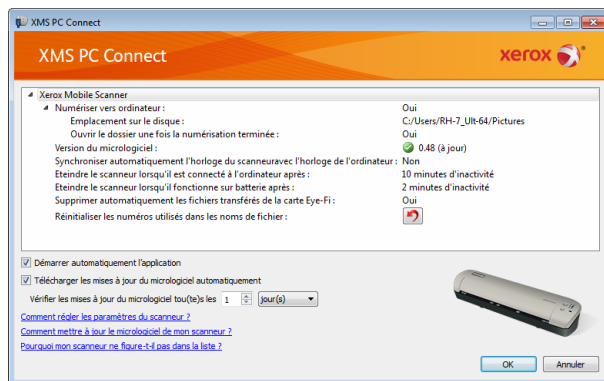 XMS PC Connect
XMS PC Connect
xerox
Xerox Mobile Scanner
Numériser vers ordinateur : Oui
Emplacement sur le disque : C:/Users/RH-7_Ult-64/Pictures
Ouvrir le dossier une fois la numérisation terminée : Oui
Version du micrologiciel : 0.48 (à jour)
Synchroniser automatiquement l'horloge du scanneuravec l'horloge de l'ordinateur : Non
Eteindre le scanneur lorsqu'il est connecté à l'ordinateur après : 10 minutes d'inactivité
Eteindre le scanneur lorsqu'il fonctionne sur batterie après : 2 minutes d'inactivité
Supprimer automatiquement les fichiers transférés de la carte Eye-Fi : Oui
Réinitialiser les numéros utilisés dans les noms de fichier :
Démarrer automatiquement l'application
Télécharger les mises à jour du micrologiciel automatiquement
Vérifier les mises à jour du micrologiciel tou(te)s les 1 jour(s)
Comment régler les paramètres du scanneur ?
Comment mettre à jour le micrologiciel de mon scanneur ?
Pourquoi mon scanneur ne figure-t-il pas dans la liste ?
OK Annuler